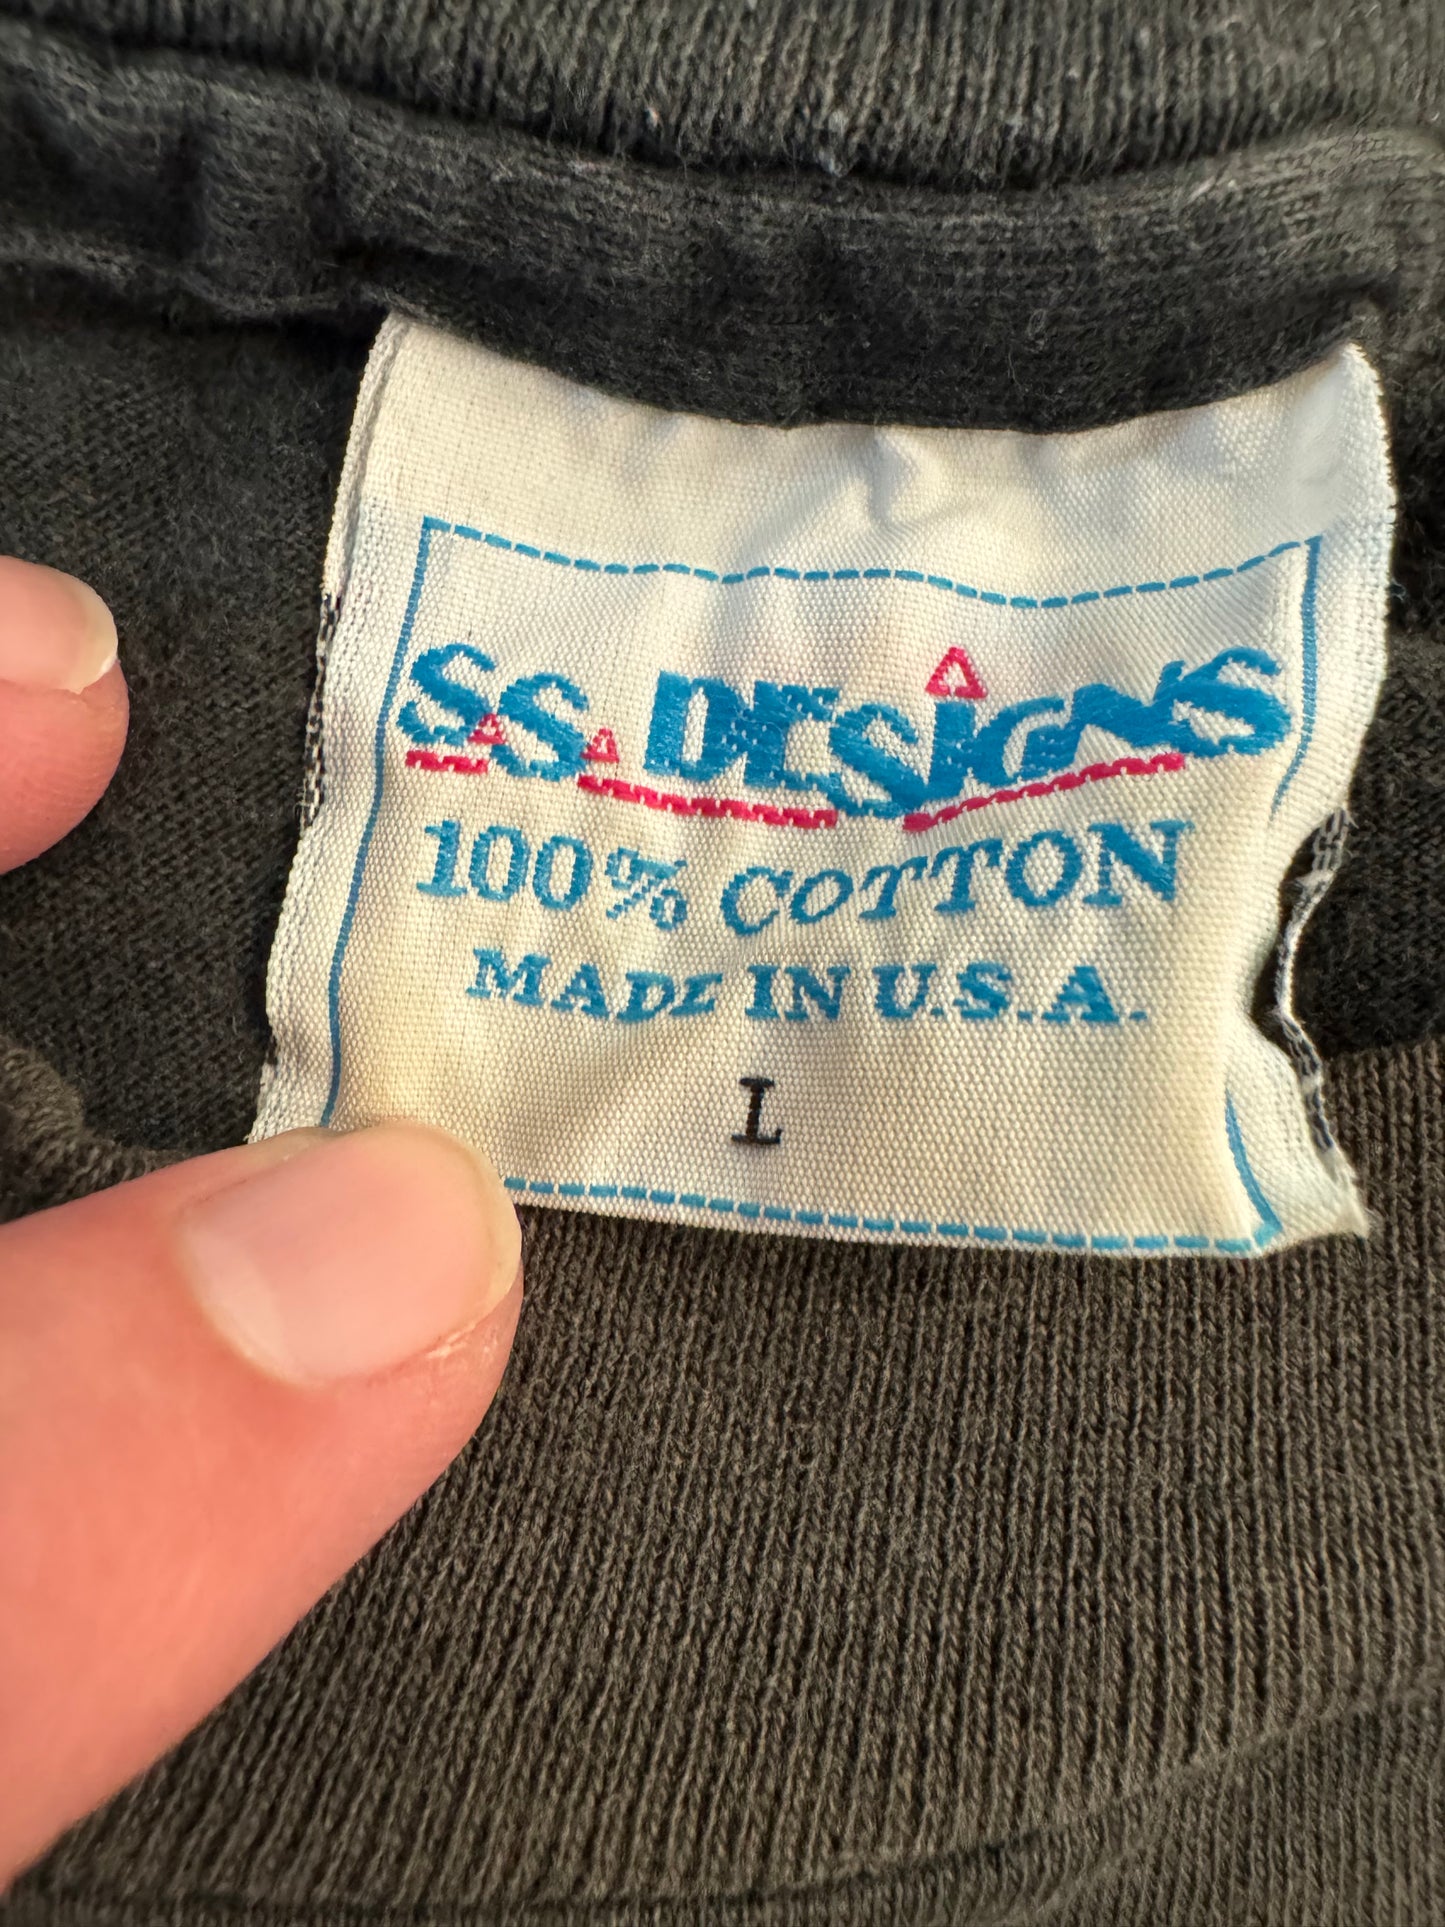 S.S. DESiGNS
100% COTTON
MADE IN U.S.A.
L